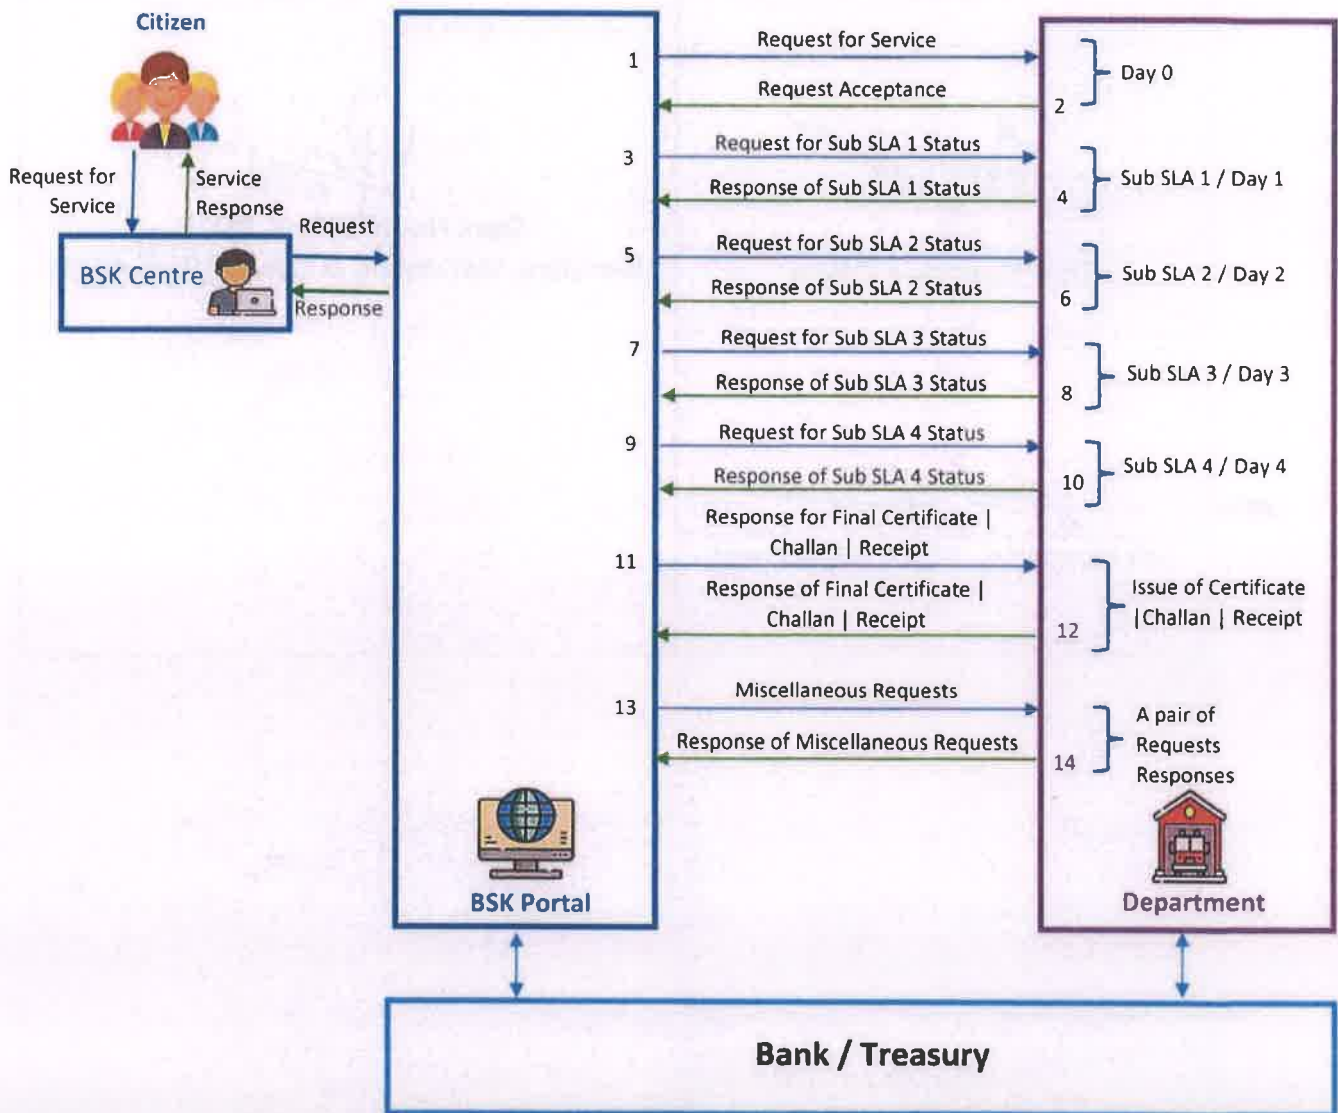 Citizen
Request for
Service
Service
Response
BSK Centre
Request
Response
1
Request for Service
Request Acceptance
2
Day 0
3
Request for Sub SLA 1 Status
Response of Sub SLA 1 Status
4
Sub SLA 1 / Day 1
5
Request for Sub SLA 2 Status
Response of Sub SLA 2 Status
6
Sub SLA 2 / Day 2
7
Request for Sub SLA 3 Status
Response of Sub SLA 3 Status
8
Sub SLA 3 / Day 3
9
Request for Sub SLA 4 Status
Response of Sub SLA 4 Status
10
Sub SLA 4 / Day 4
Response for Final Certificate |
Challan | Receipt
11
Response of Final Certificate |
Challan | Receipt
12
Issue of Certificate
|Challan | Receipt
13
Miscellaneous Requests
Response of Miscellaneous Requests
14
A pair of
Requests
Responses
BSK Portal
Department
Bank / Treasury